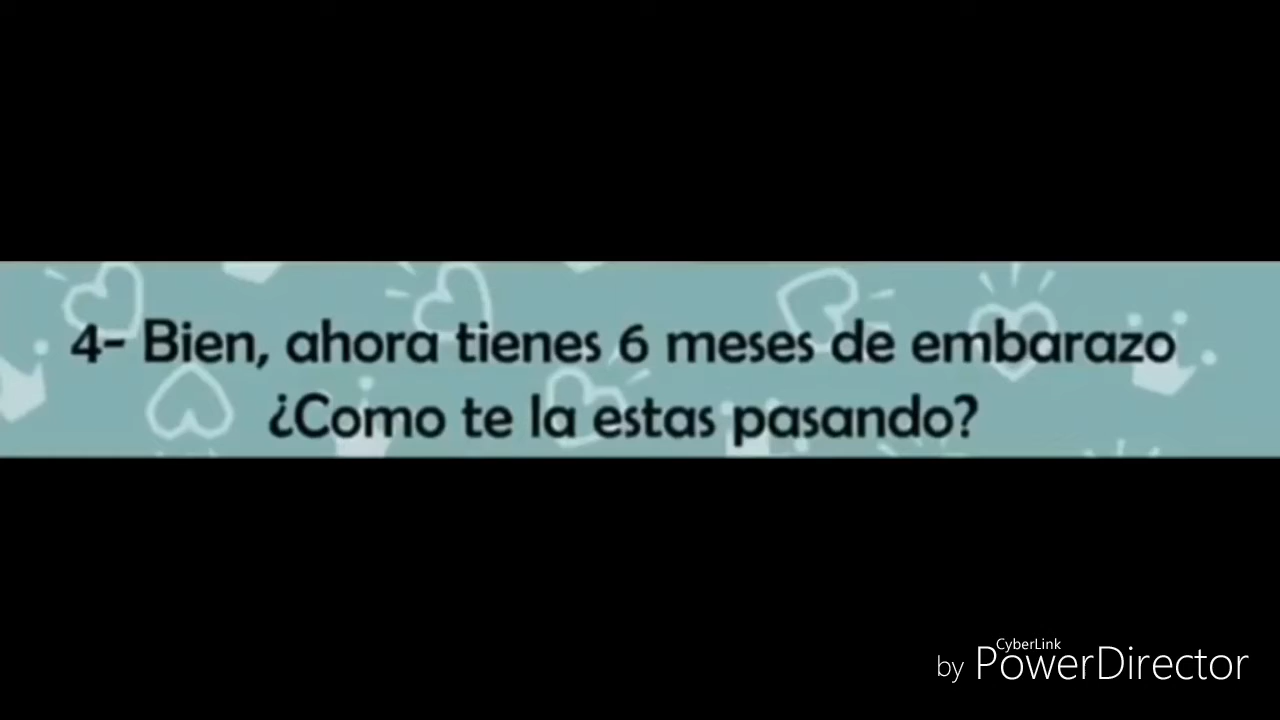 4- Bien, ahora tienes 6 meses de embarazo
¿Como te la estas pasando?
CyberLink
by PowerDirector